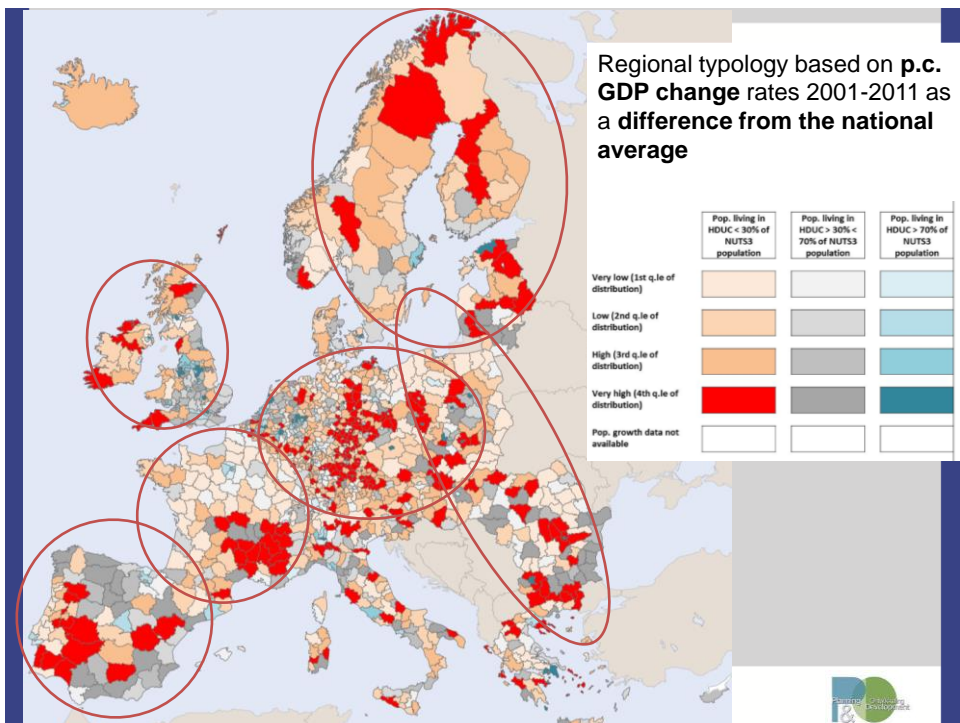 Regional typology based on p.c.
GDP change rates 2001-2011 as
a difference from the national
average
Pop. living in
HDUC < 30% of
NUTS3
population
Pop. living in
HDUC > 30% <
70% of NUTS3
population
Pop. living in
HDUC > 70% of
NUTS3
population
Very low (1st q.le of
distribution)
Low (2nd q.le of
distribution)
High (3rd q.le of
distribution)
Very high (4th q.le of
distribution)
Pop. growth data not
available
Planning
& Development